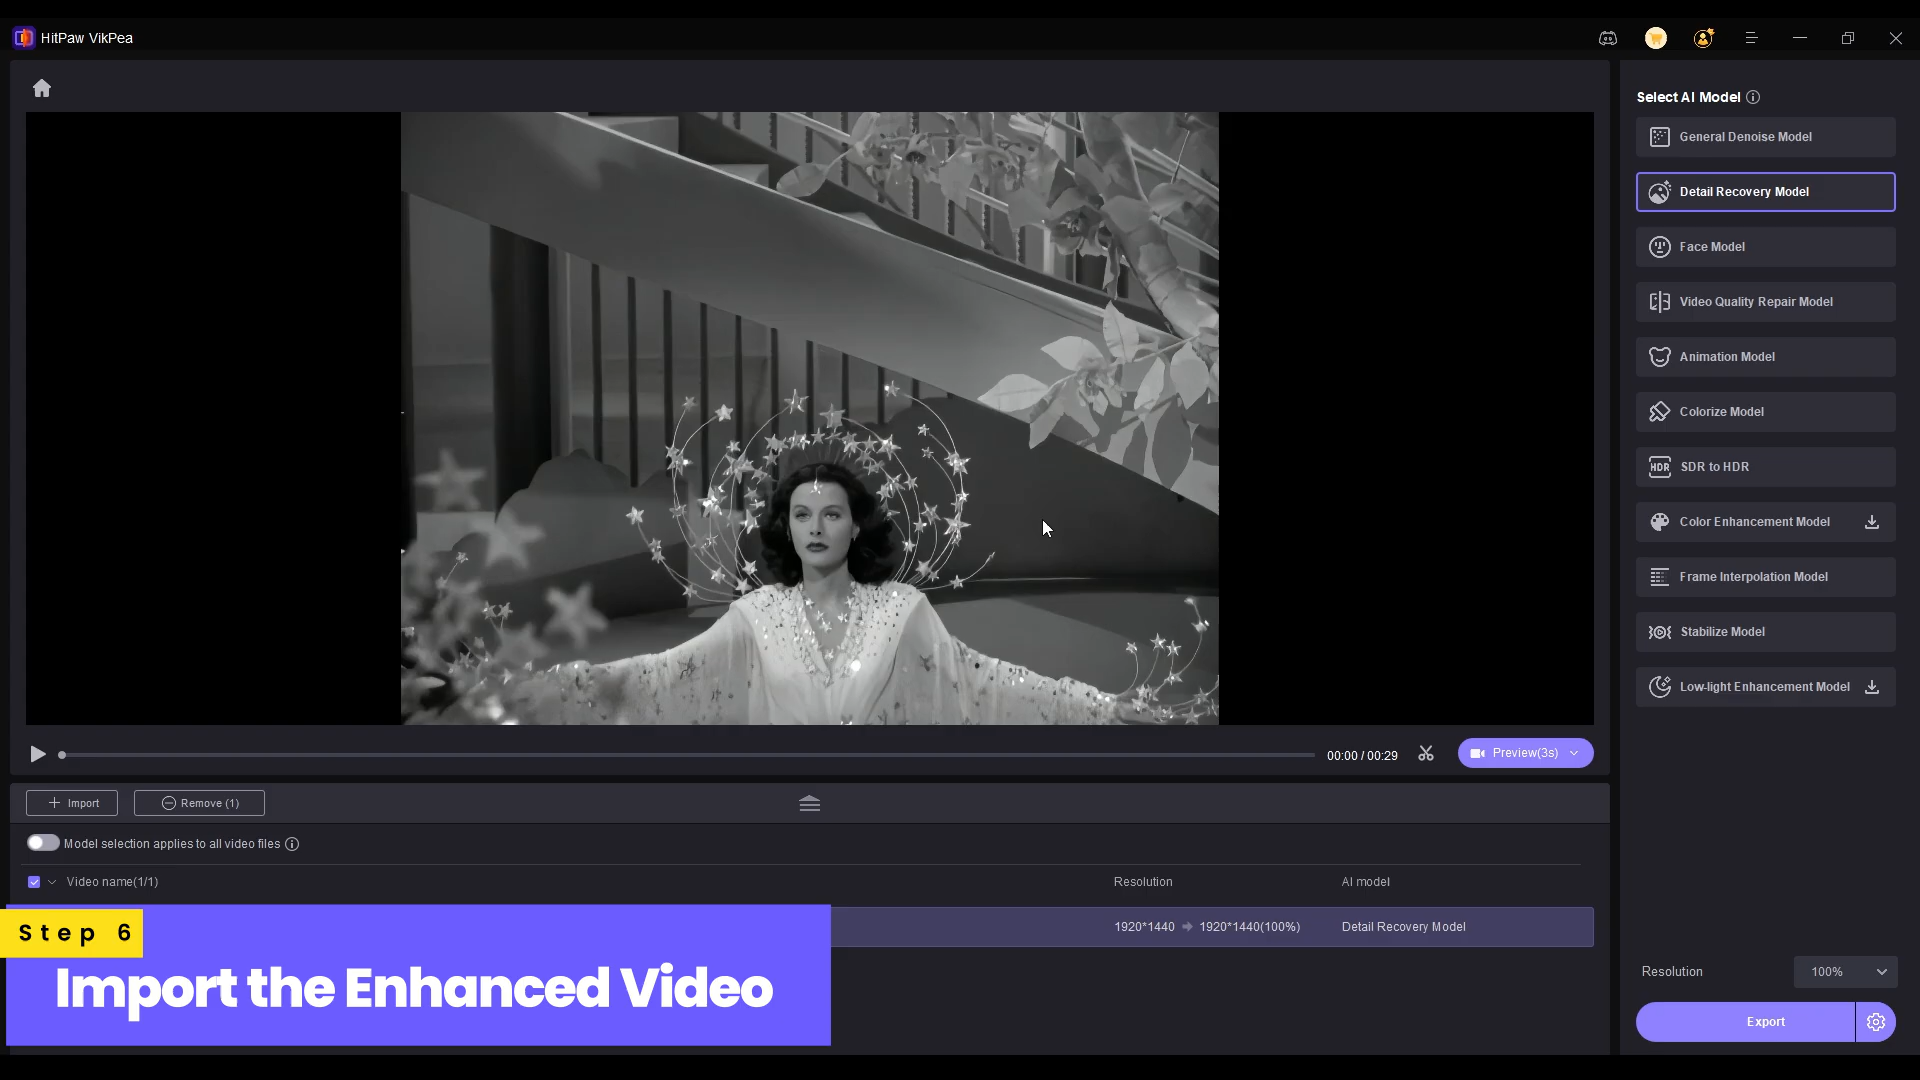 HitPaw VikPea
Select AI Model
General Denoise Model
Detail Recovery Model
Face Model
Video Quality Repair Model
Animation Model
Colorize Model
HDR SDR to HDR
Color Enhancement Model
Frame Interpolation Model
Stabilize Model
Low-light Enhancement Model
00:00 / 00:29
Preview(3s)
Import
Remove (1)
Model selection applies to all video files
Video name(1/1)
Resolution
AI model
1920*1440
1920*1440(100%)
Detail Recovery Model
Step 6
Import the Enhanced Video
Resolution
100%
Export